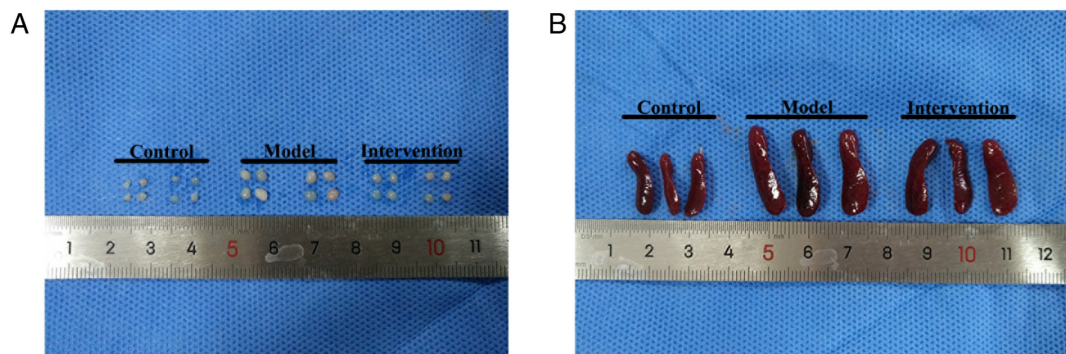 A
Control Model Intervention
1 2 3 4 5 6 7 8 9 10 11
B
Control Model Intervention
1 2 3 4 5 6 7 8 9 10 11 12